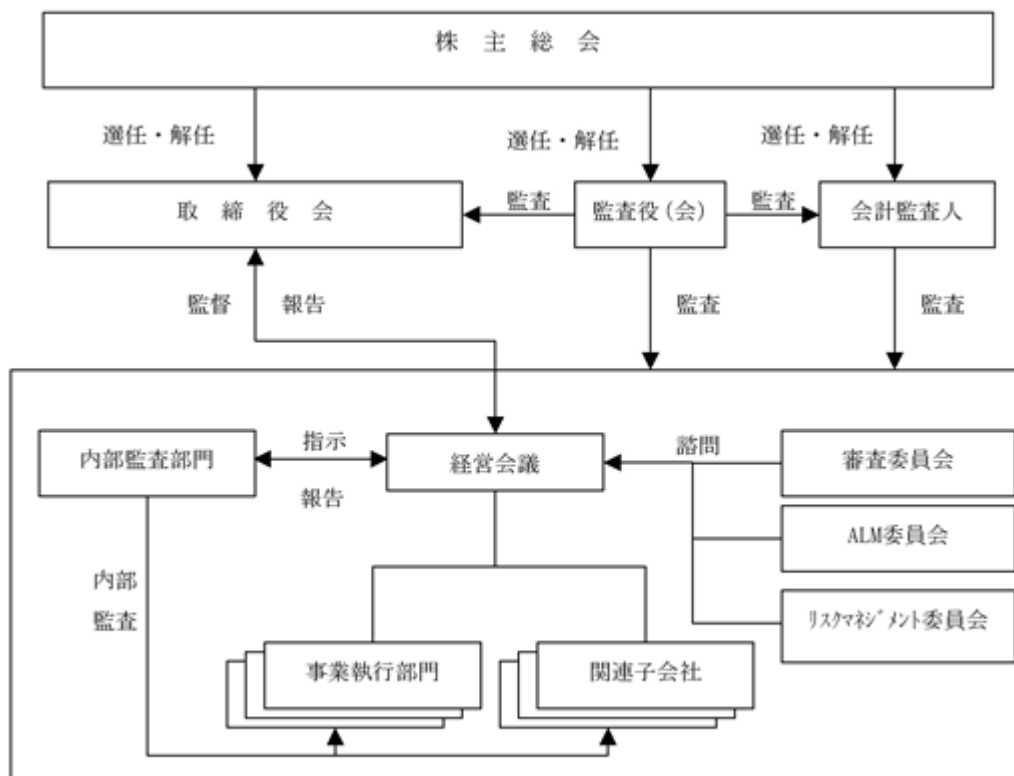 株 主 総 会
選任・解任
選任・解任
選任・解任
取 締 役 会
監査
監査役(会)
監査
会計監査人
監督
報告
監査
監査
内部監査部門
指示
報告
経営会議
諮問
審査委員会
ALM委員会
ﾘｽｸﾏﾈｼﾞﾒﾝﾄ委員会
内部
監査
事業執行部門
関連子会社